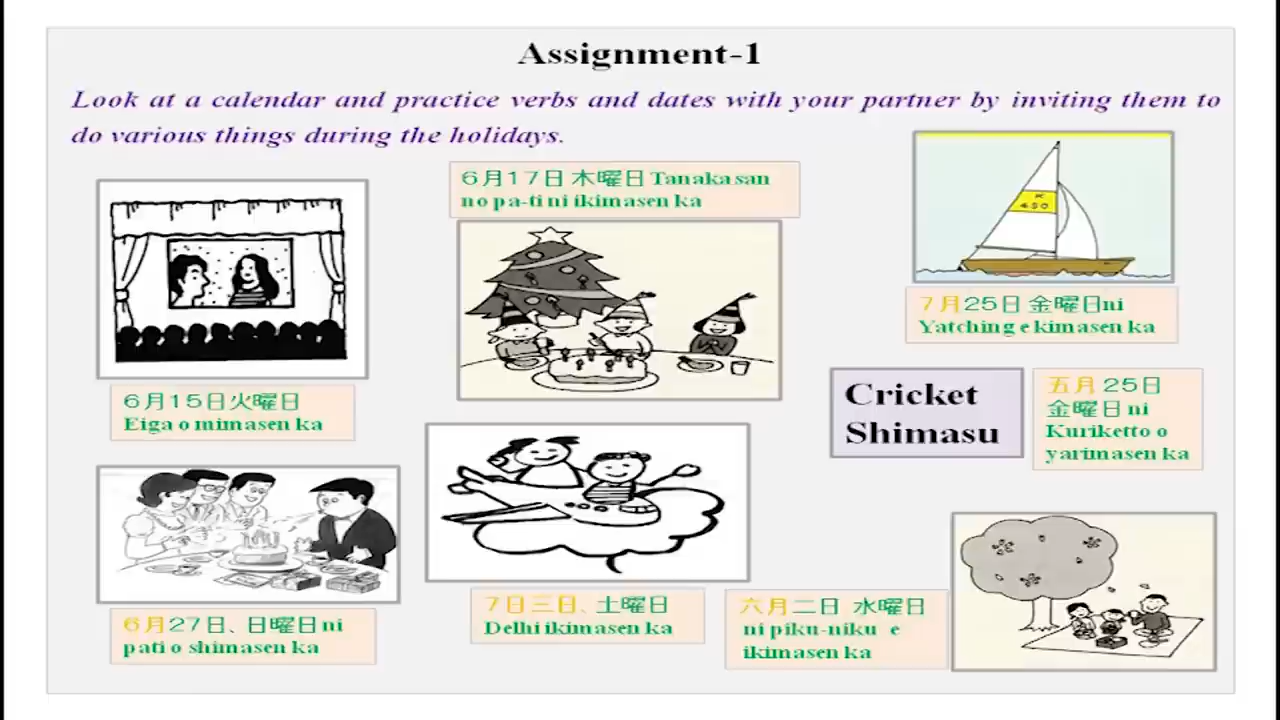 Assignment-1
Look at a calendar and practice verbs and dates with your partner by inviting them to
do various things during the holidays.
6月17日 木曜日 Tanaka san
no pa-ti ni ikimasen ka
K
480
7月25日 金曜日ni
Yatching e kimasen ka
6月15日火曜日
Eiga o mimasen ka
Cricket
Shimasu
五月 25日
金曜日 ni
Kuriketto o
yarimasen ka
6月27日、日曜日 ni
pati o shimasen ka
7日三日、土曜日
Delhi ikimasen ka
六月二日 水曜日
ni piku-niku e
ikimasen ka